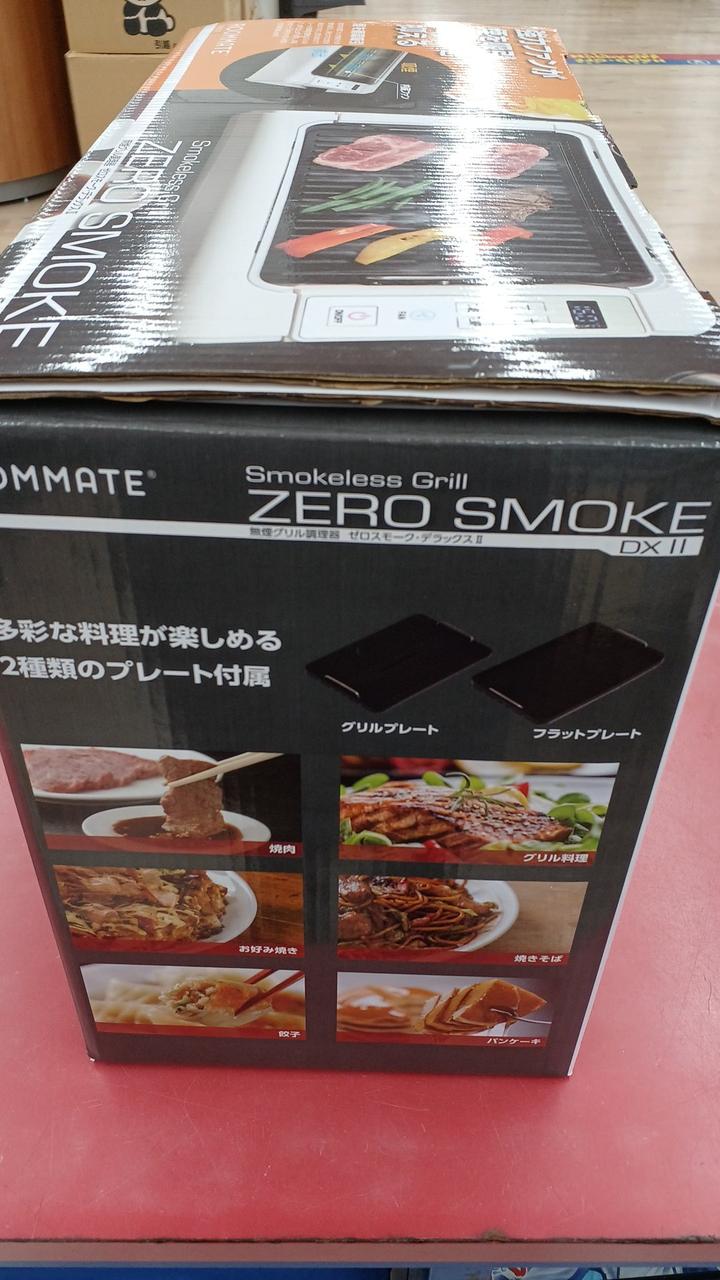 Smokeless Grill
ZERO SMOKE
ON/OFF
FAN
OMMATE®
Smokeless Grill
ZERO SMOKE
無煙グリル調理器 ゼロスモーク・デラックスⅡ
DX II
多彩な料理が楽しめる
2種類のプレート付属
グリルプレート
フラットプレート
焼肉
グリル料理
お好み焼き
焼きそば
餃子
パンケーキ